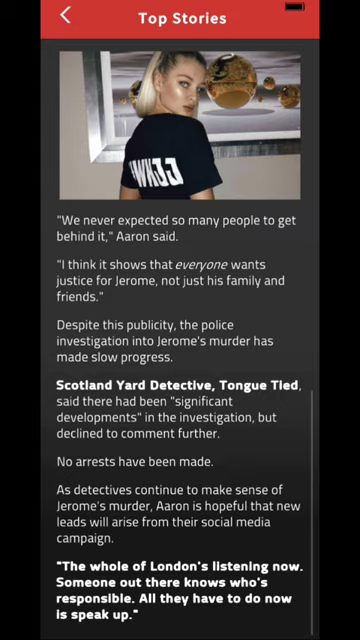 Top Stories
WWHJJ
"We never expected so many people to get
behind it," Aaron said.
"I think it shows that everyone wants
justice for Jerome, not just his family and
friends."
Despite this publicity, the police
investigation into Jerome's murder has
made slow progress.
Scotland Yard Detective, Tongue Tied,
said there had been "significant
developments" in the investigation, but
declined to comment further.
No arrests have been made.
As detectives continue to make sense of
Jerome's murder, Aaron is hopeful that new
leads will arise from their social media
campaign.
"The whole of London's listening now.
Someone out there knows who's
responsible. All they have to do now
is speak up."